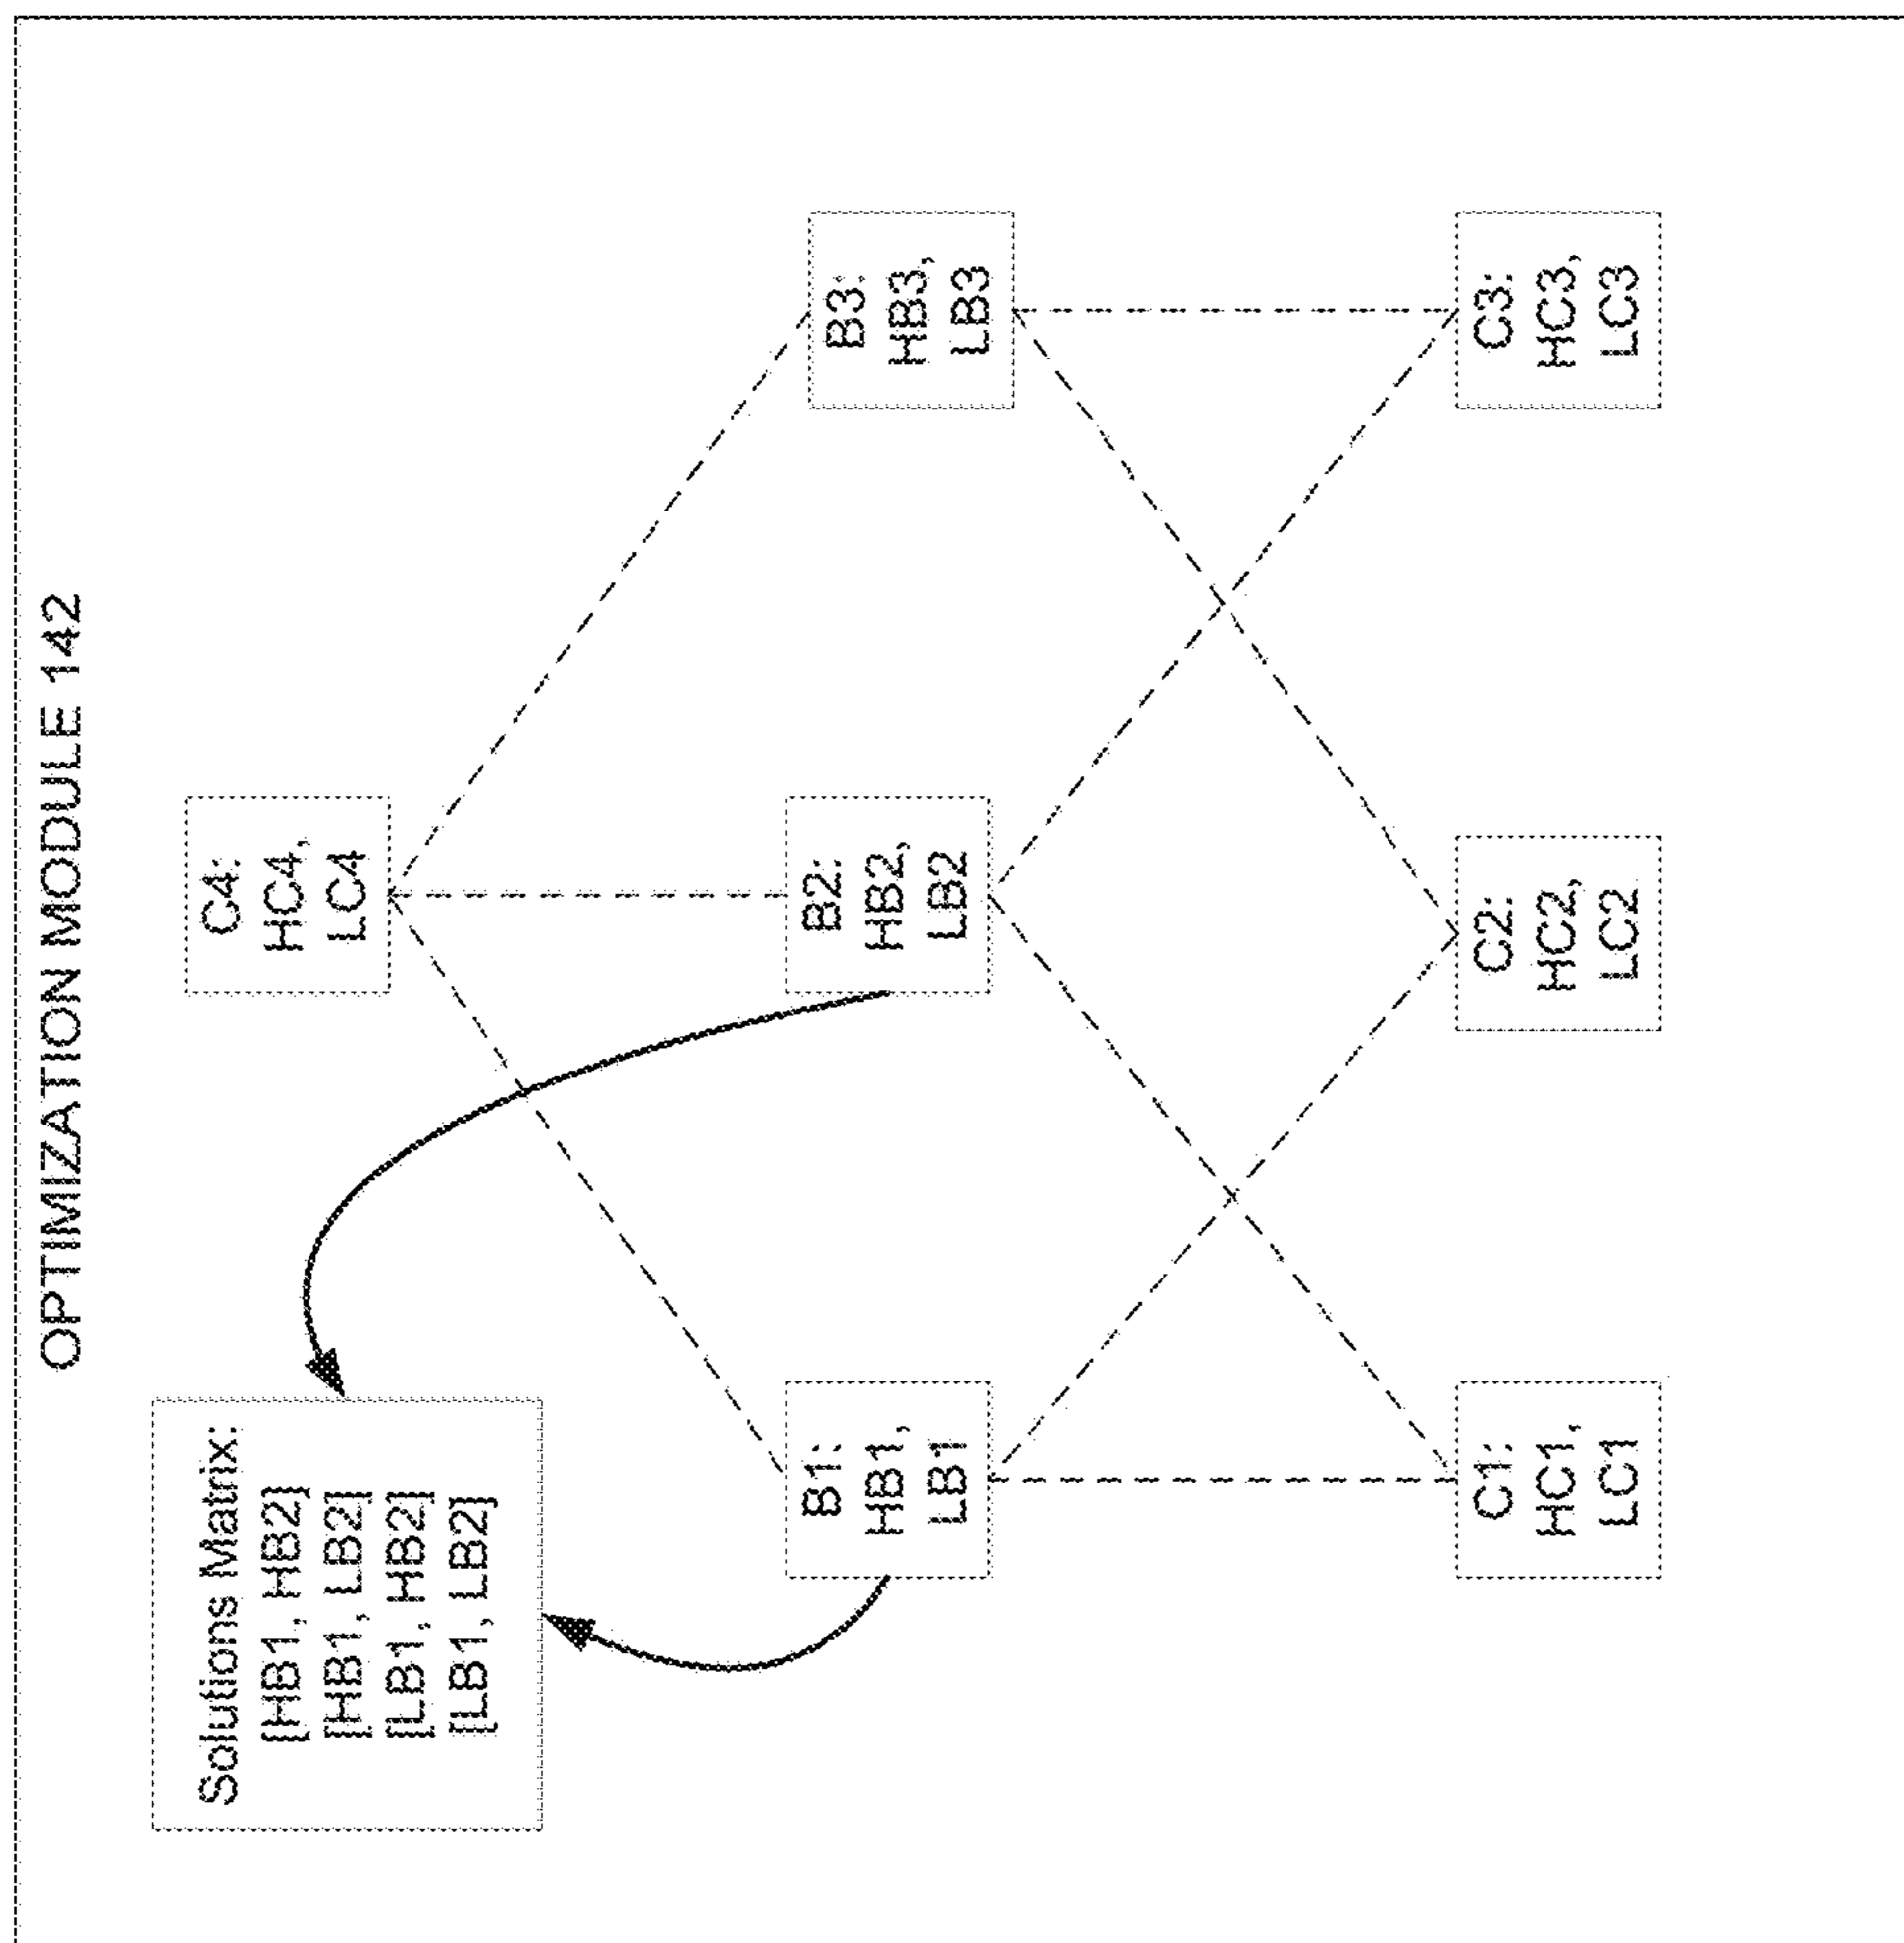 OPTIMIZATION MODULE 142
Solutions Matrix:
[HB1, HB2]
[HB1, LB2]
[LB1, HB2]
[LB1, LB2]
C4:
HC4,
LC4
B1:
HB1,
LB1
B2:
HB2,
LB2
B3:
HB3,
LB3
C1:
HC1,
LC1
C2:
HC2,
LC2
C3:
HC3,
LC3